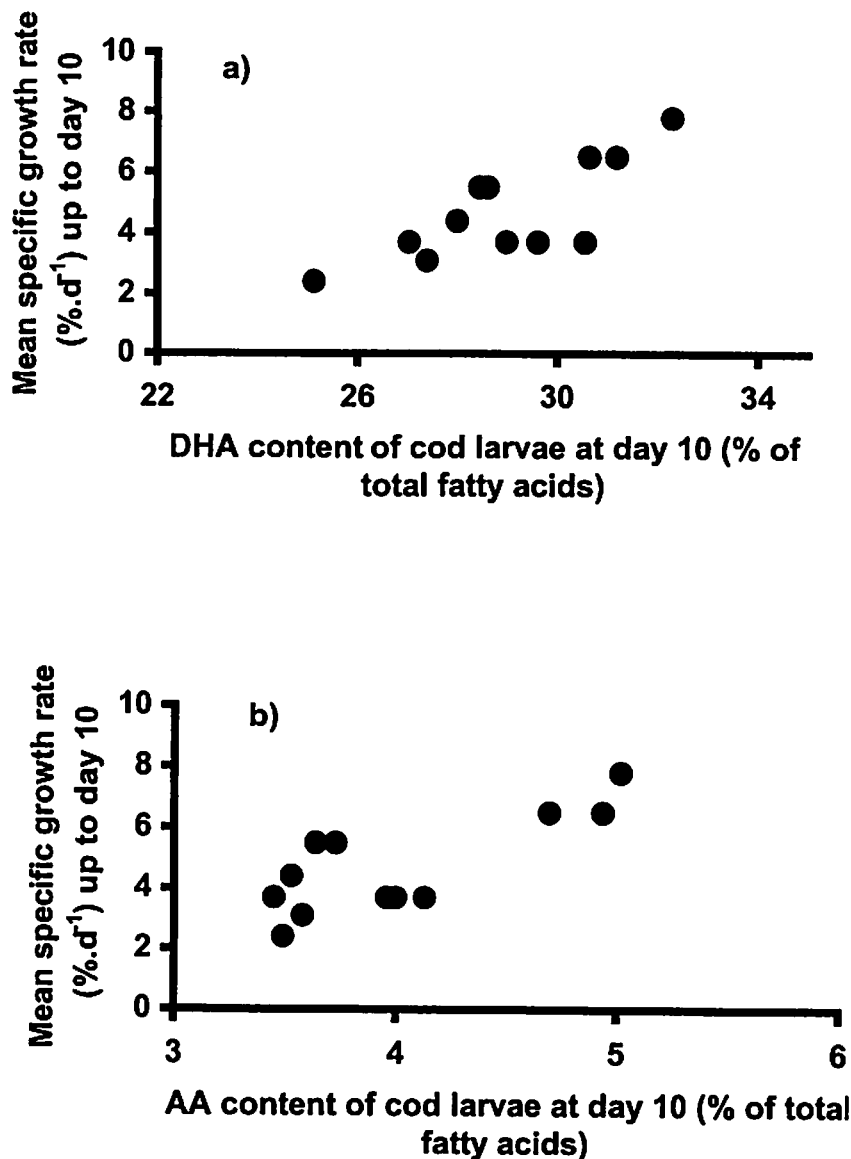 a)
Mean specific growth rate
(%.d⁻¹) up to day 10
10
8
6
4
2
0
22 26 30 34
DHA content of cod larvae at day 10 (% of
total fatty acids)
b)
Mean specific growth rate
(%.d⁻¹) up to day 10
10
8
6
4
2
0
3 4 5 6
AA content of cod larvae at day 10 (% of total
fatty acids)